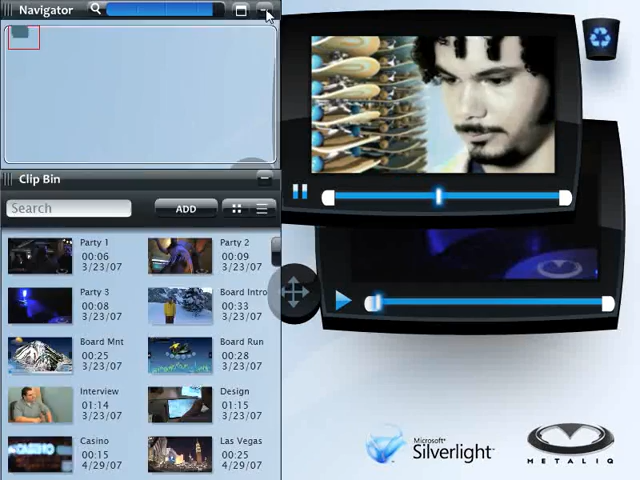 Navigator
Clip Bin
Search
ADD
Party 1
00:06
3/23/07
Party 2
00:09
3/23/07
Party 3
00:08
3/23/07
Board Intro
00:33
3/23/07
Board Mnt
00:25
3/23/07
Board Run
00:28
3/23/07
Interview
01:14
3/23/07
Design
01:15
3/23/07
Casino
00:15
4/29/07
Las Vegas
00:25
4/29/07
CASINO
Microsoft®
Silverlight™
METALIQ